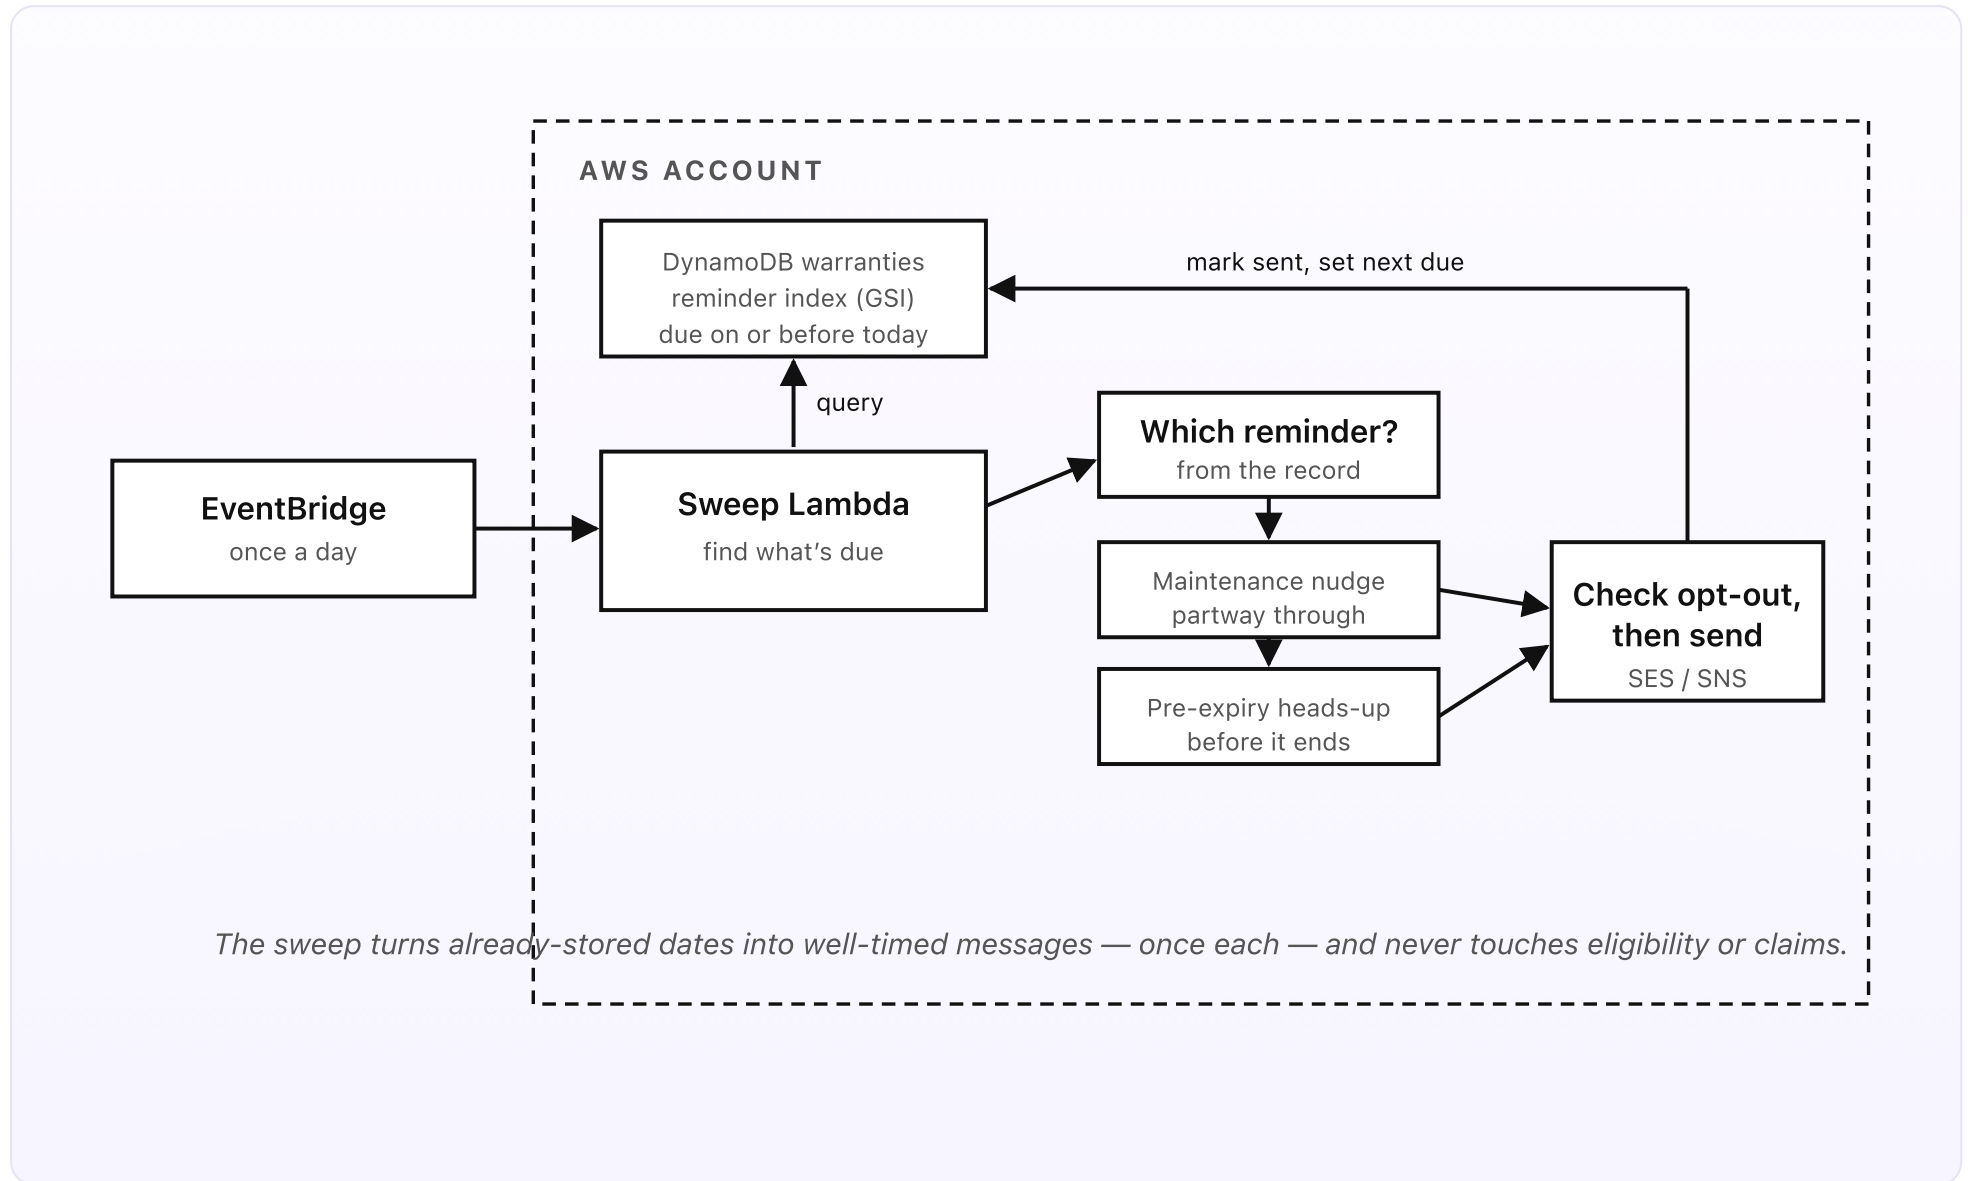 AWS ACCOUNT
DynamoDB warranties
reminder index (GSI)
due on or before today
mark sent, set next due
query
EventBridge
once a day
Sweep Lambda
find what’s due
Which reminder?
from the record
Maintenance nudge
partway through
Pre-expiry heads-up
before it ends
Check opt-out,
then send
SES / SNS
The sweep turns already-stored dates into well-timed messages — once each — and never touches eligibility or claims.